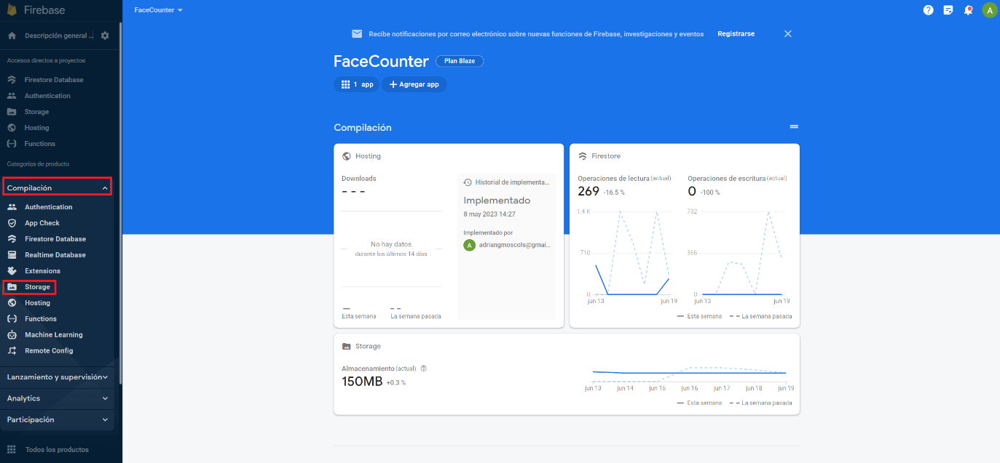 Firebase
Descripción general ...
Accesos directos a proyectos
Firestore Database
Authentication
Storage
Hosting
Functions
Categorías de producto
Compilación
Authentication
App Check
Firestore Database
Realtime Database
Extensions
Storage
Hosting
Functions
Machine Learning
Remote Config
Lanzamiento y supervisión
Analytics
Participación
Todos los productos
FaceCounter
?
A
Recibe notificaciones por correo electrónico sobre nuevas funciones de Firebase, investigaciones y eventos Registrarse
FaceCounter Plan Blaze
1 app + Agregar app
Compilación
Hosting
Downloads
- - -
No hay datos
durante los últimos 14 días
Esta semana La semana pasada
Historial de implementa...
Implementado
8 may 2023 14:27
Implementado por
A adriangmoscols@gmai...
Firestore
Operaciones de lectura (actual)
269 -16.5 %
1.4 K
710
0
jun 13 jun 19
Operaciones de escritura (actual)
0 -100 %
732
366
0
jun 13 jun 19
Esta semana La semana pasada
Storage
Almacenamiento (actual) ?
150MB +0.3 %
jun 13 jun 14 jun 15 jun 16 jun 17 jun 18 jun 19
Esta semana La semana pasada